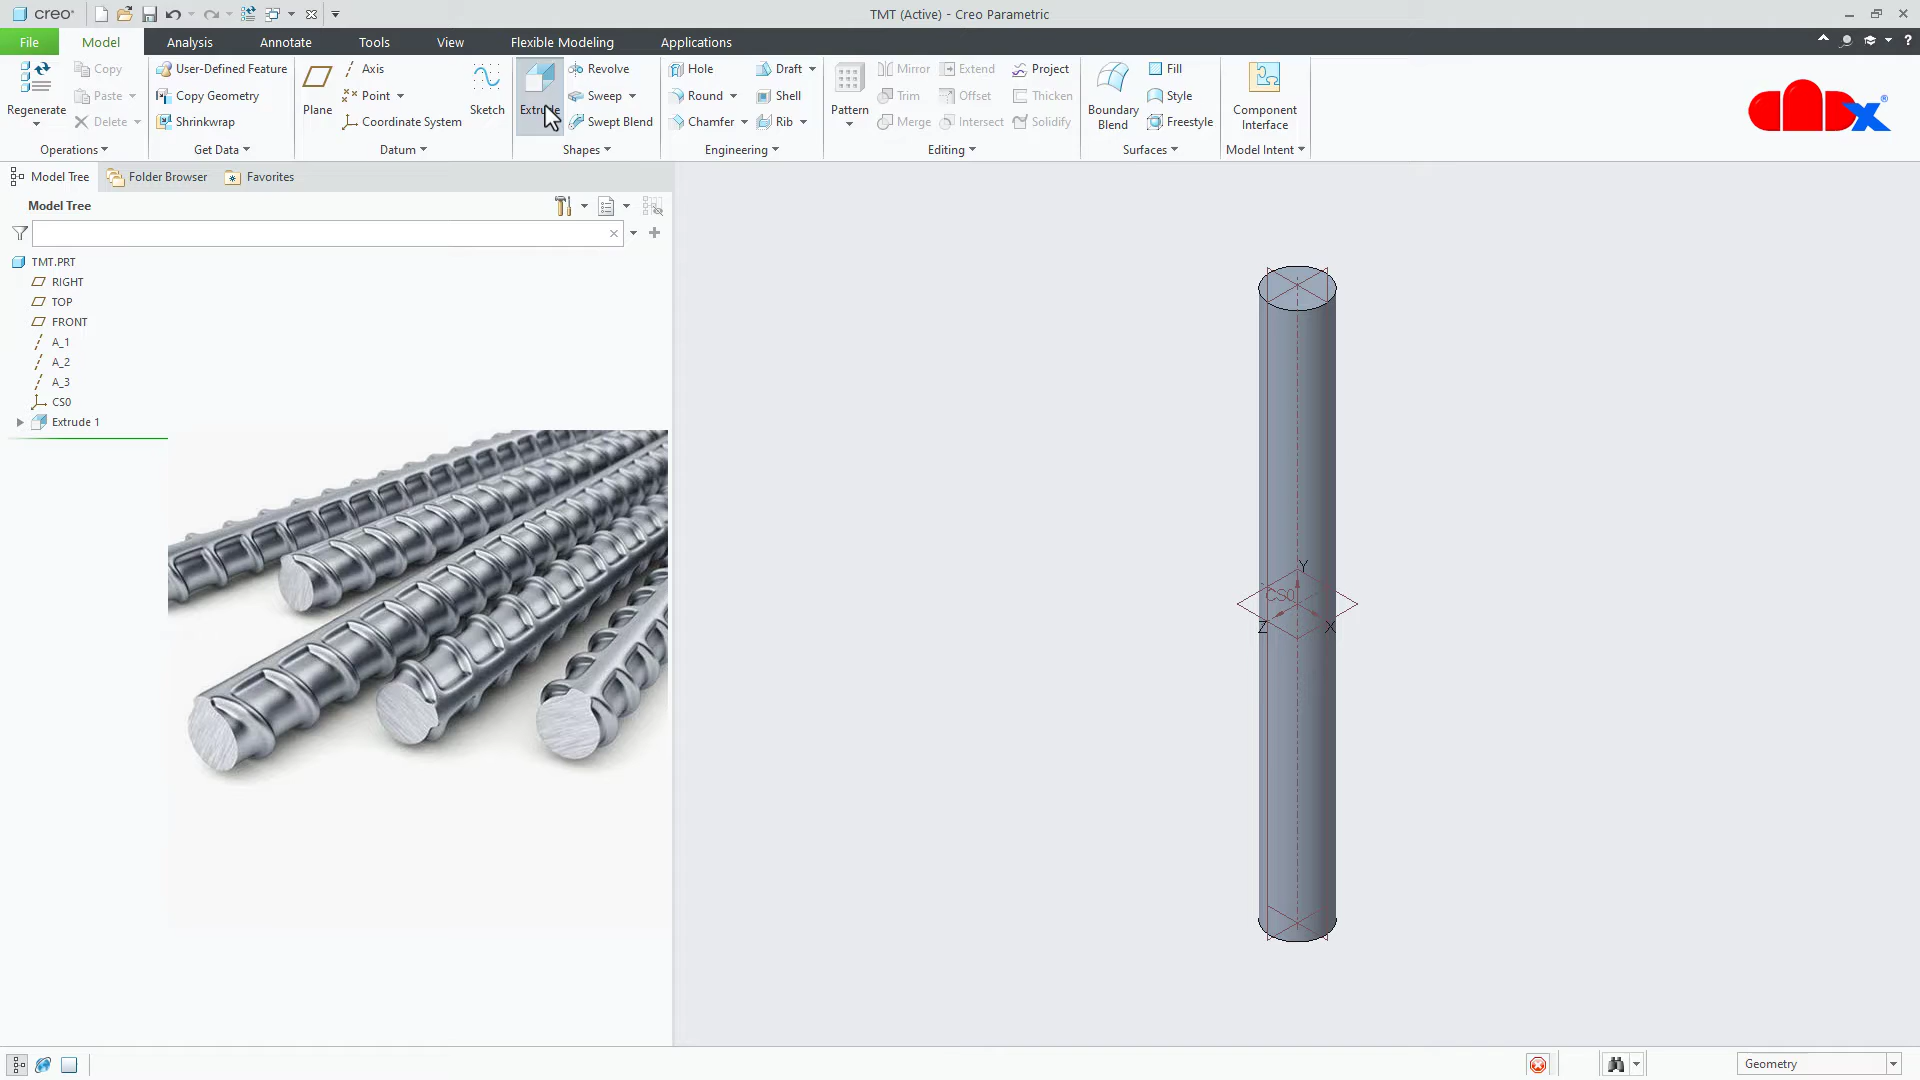 creo
TMT (Active) - Creo Parametric
File Model Analysis Annotate Tools View Flexible Modeling Applications
Regenerate
Copy
Paste
Delete
Operations
User-Defined Feature
Copy Geometry
Shrinkwrap
Get Data
Plane
Axis
Point
Coordinate System
Sketch
Datum
Extrude
Revolve
Sweep
Swept Blend
Shapes
Hole
Round
Chamfer
Draft
Shell
Rib
Engineering
Pattern
Mirror
Trim
Merge
Extend
Offset
Intersect
Project
Thicken
Solidify
Editing
Boundary
Blend
Fill
Style
Freestyle
Surfaces
Component
Interface
Model Intent
CADX
Model Tree Folder Browser Favorites
Model Tree
TMT.PRT
RIGHT
TOP
FRONT
A_1
A_2
A_3
CS0
Extrude 1
Y
CS0
Z X
Geometry